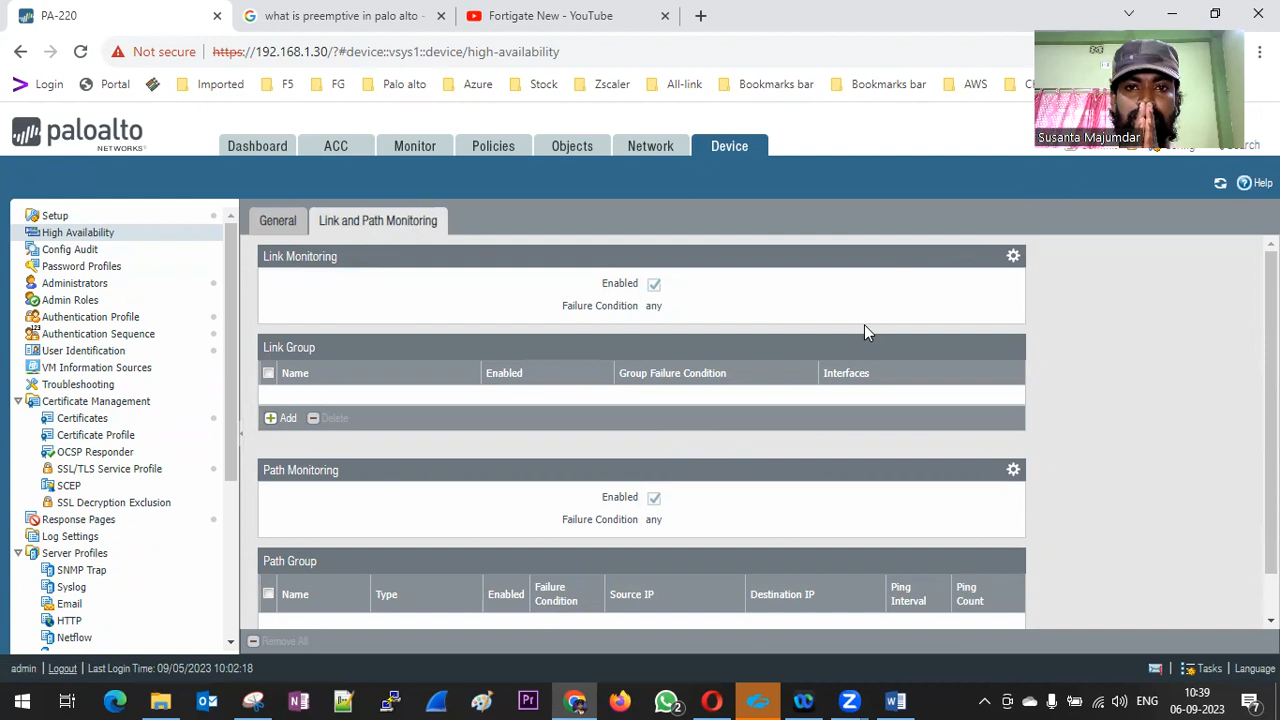 PA-220
what is preemptive in palo alto -
Fortigate New - YouTube
Not secure
https://192.168.1.30/?#device::vsys1::device/high-availability
Login
Portal
Imported
F5
FG
Palo alto
Azure
Stock
Zscaler
All-link
Bookmarks bar
Bookmarks bar
AWS
Susanta Majumdar
paloalto
NETWORKS
Dashboard
ACC
Monitor
Policies
Objects
Network
Device
Help
Setup
High Availability
Config Audit
Password Profiles
Administrators
Admin Roles
Authentication Profile
Authentication Sequence
User Identification
VM Information Sources
Troubleshooting
Certificate Management
Certificates
Certificate Profile
OCSP Responder
SSL/TLS Service Profile
SCEP
SSL Decryption Exclusion
Response Pages
Log Settings
Server Profiles
SNMP Trap
Syslog
Email
HTTP
Netflow
General
Link and Path Monitoring
Link Monitoring
Enabled
Failure Condition any
Link Group
Name
Enabled
Group Failure Condition
Interfaces
Add
Delete
Path Monitoring
Enabled
Failure Condition any
Path Group
Name
Type
Enabled
Failure Condition
Source IP
Destination IP
Ping Interval
Ping Count
Remove All
admin
Logout
Last Login Time: 09/05/2023 10:02:18
Tasks
Language
ENG
10:39
06-09-2023